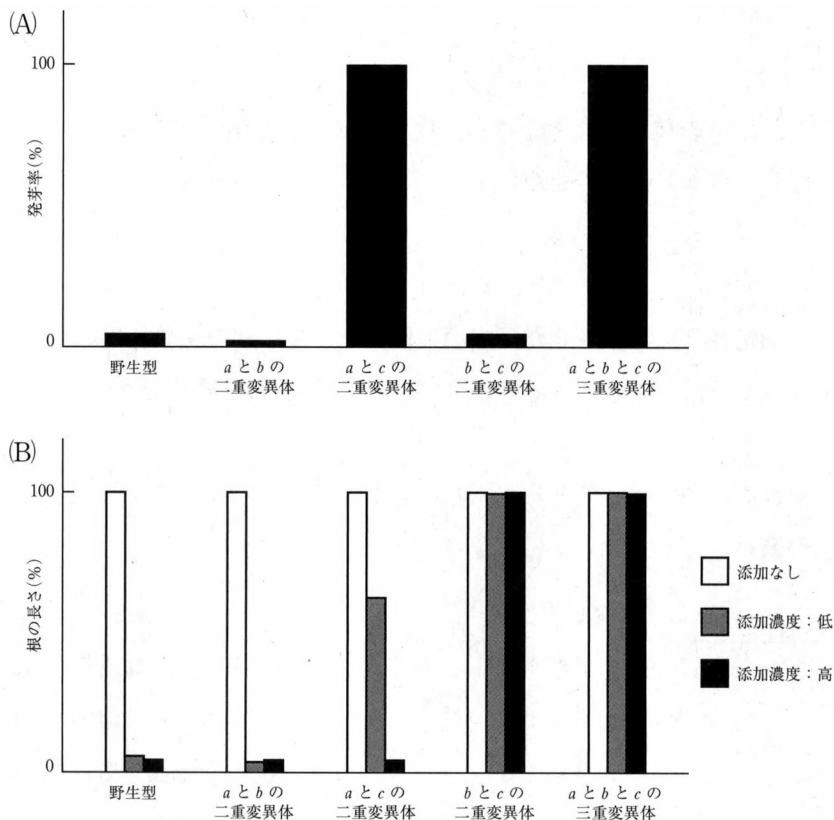 (A)
100
発芽率(%)
0
野生型
aとbの
二重変異体
aとcの
二重変異体
bとcの
二重変異体
aとbとcの
三重変異体
(B)
100
根の長さ(%)
0
添加なし
添加濃度:低
添加濃度:高
野生型
aとbの
二重変異体
aとcの
二重変異体
bとcの
二重変異体
aとbとcの
三重変異体